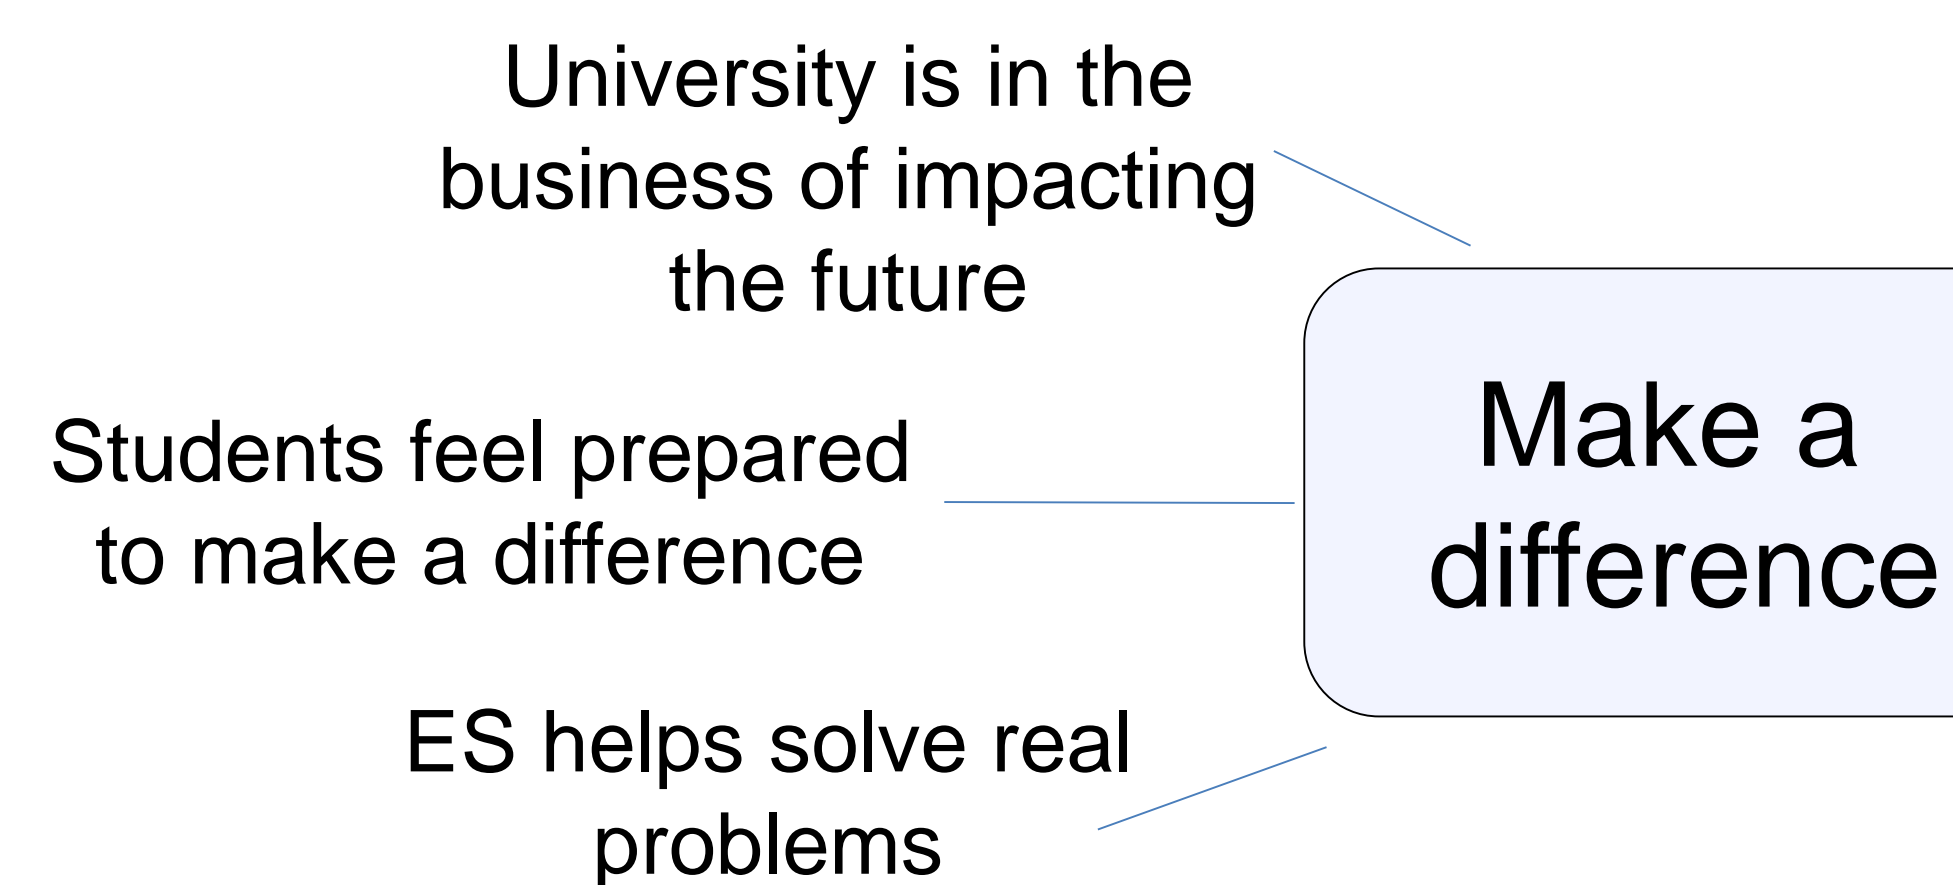 University is in the
business of impacting
the future
Students feel prepared
to make a difference
ES helps solve real
problems
Make a
difference